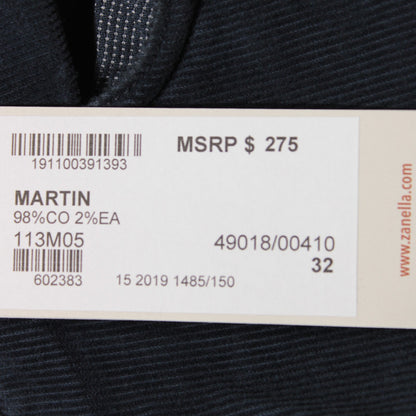 MSRP $ 275
191100391393
MARTIN
98%CO 2%EA
113M05
49018/00410
32
602383
15 2019 1485/150
www.zanella.com